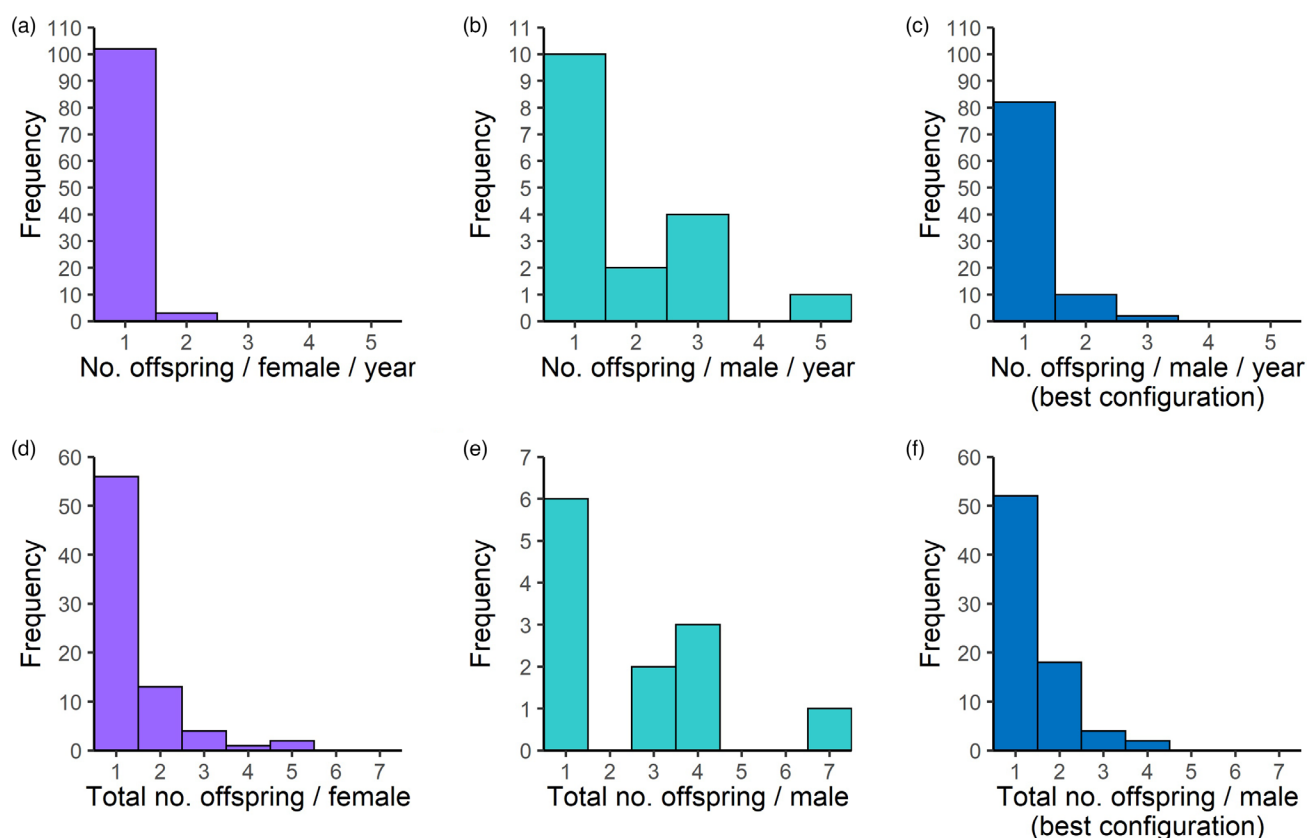 (a)
110
100
90
80
70
60
50
40
30
20
10
0
Frequency
1 2 3 4 5
No. offspring / female / year
(b)
11
10
9
8
7
6
5
4
3
2
1
0
Frequency
1 2 3 4 5
No. offspring / male / year
(c)
110
100
90
80
70
60
50
40
30
20
10
0
Frequency
1 2 3 4 5
No. offspring / male / year
(best configuration)
(d)
60
50
40
30
20
10
0
Frequency
1 2 3 4 5 6 7
Total no. offspring / female
(e)
7
6
5
4
3
2
1
0
Frequency
1 2 3 4 5 6 7
Total no. offspring / male
(f)
60
50
40
30
20
10
0
Frequency
1 2 3 4 5 6 7
Total no. offspring / male
(best configuration)